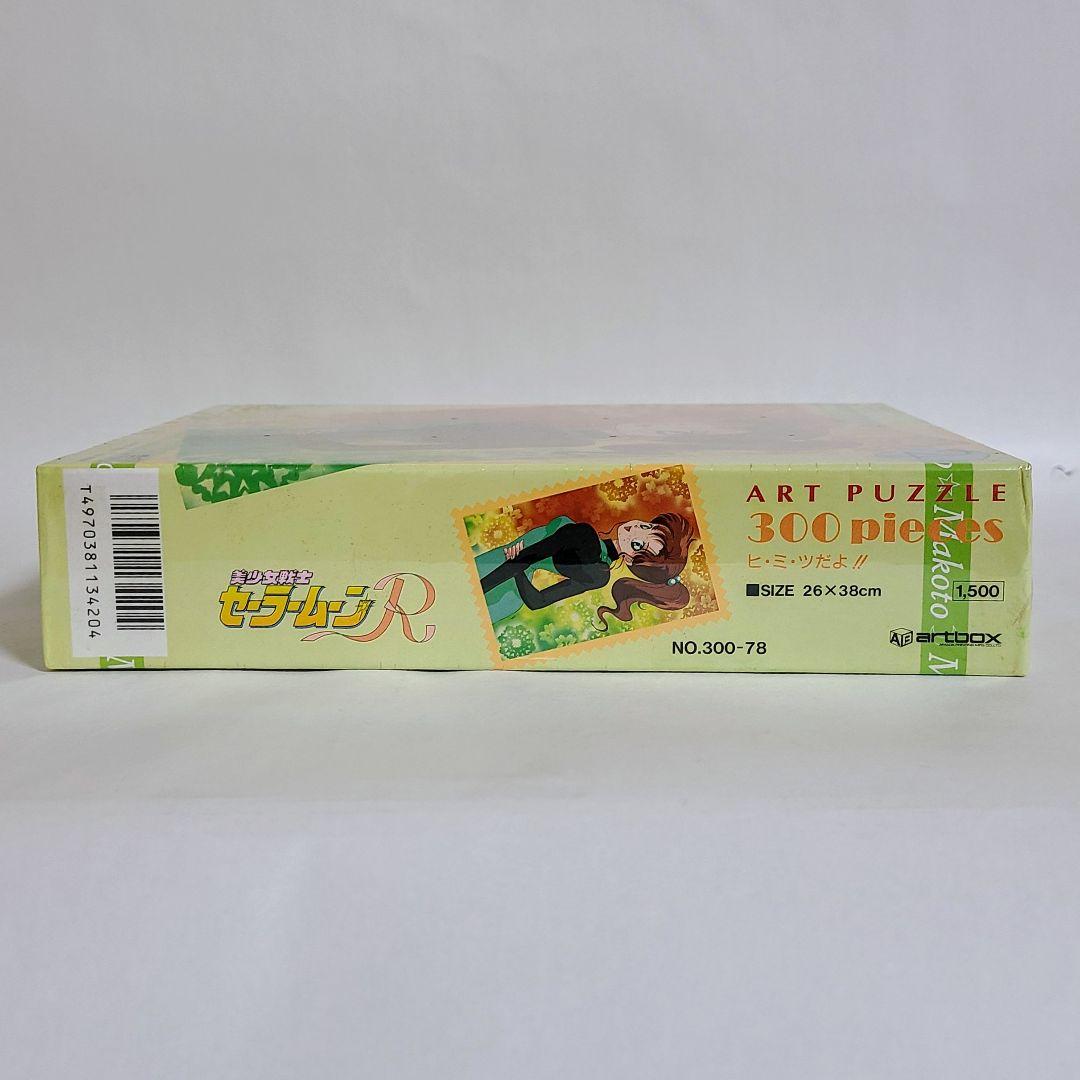 T4970381134204
美少女戦士
セーラームーンR
ART PUZZLE
300 pieces
ヒ・ミ・ツだよ!!
■SIZE 26×38cm
1,500
NO.300-78
artbox
☆ Makoto
M